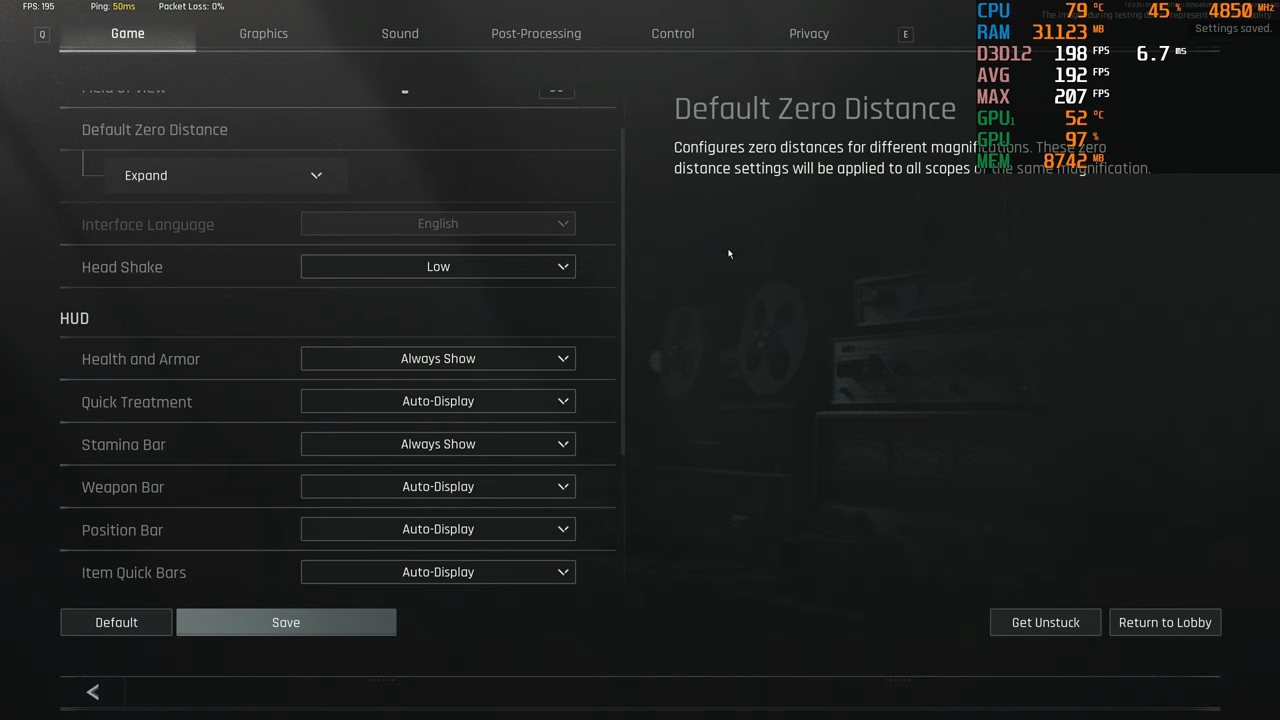 FPS: 195 Ping: 50ms Packet Loss: 0%
Q Game Graphics Sound Post-Processing Control Privacy E
Settings saved.
CPU 79 °C 45 % 4850 MHz
RAM 31123 MB
D3D12 198 FPS 6.7 ms
AVG 192 FPS
MAX 207 FPS
GPU1 52 °C
GPU 97 %
MEM 8742 MB
Field of View
Default Zero Distance
Expand
Interface Language English
Head Shake Low
HUD
Health and Armor Always Show
Quick Treatment Auto-Display
Stamina Bar Always Show
Weapon Bar Auto-Display
Position Bar Auto-Display
Item Quick Bars Auto-Display
Default Zero Distance
Configures zero distances for different magnifications. These zero
distance settings will be applied to all scopes of the same magnification.
Default Save Get Unstuck Return to Lobby